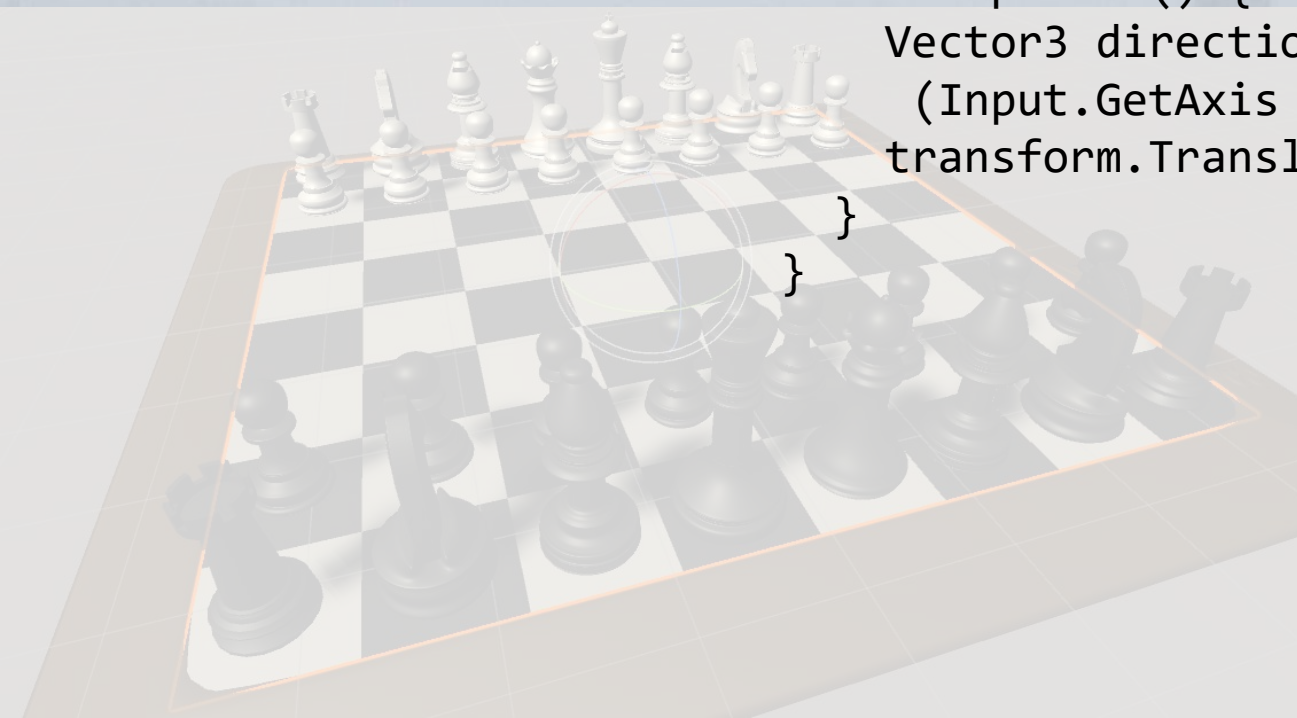 () {
Vector3 directio
(Input.GetAxis
transform.Transl
}
}